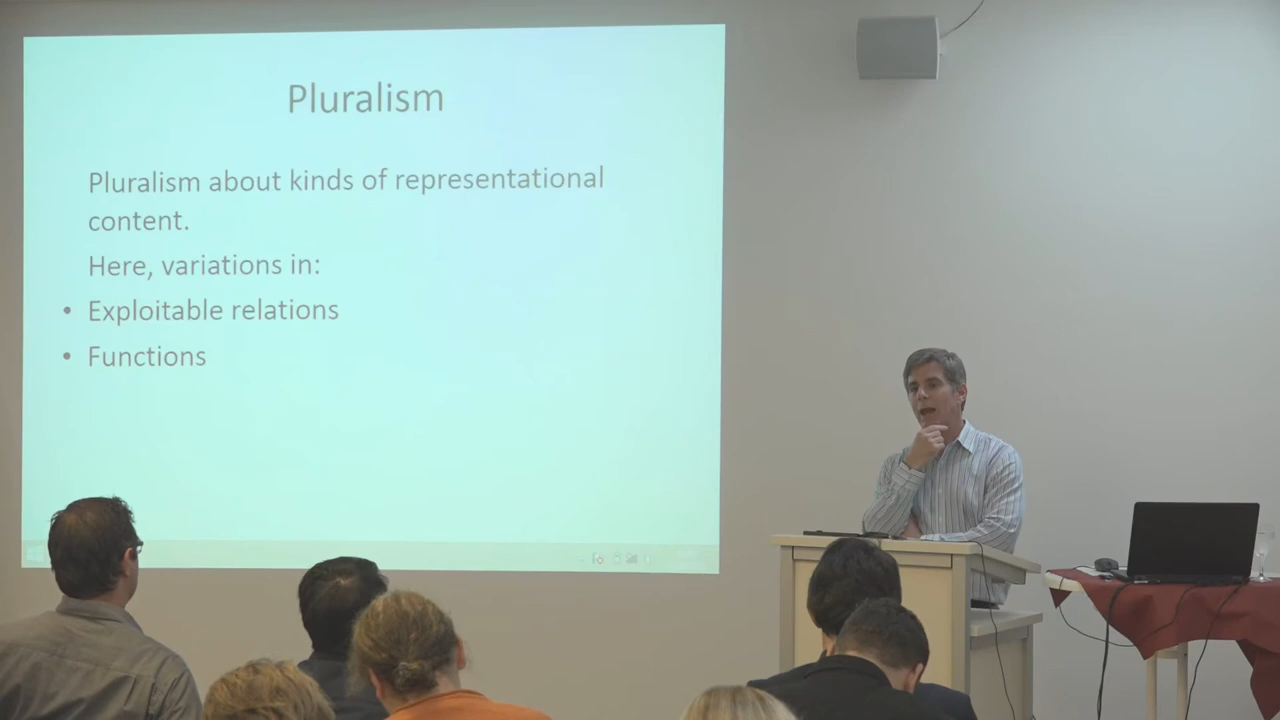 Pluralism
Pluralism about kinds of representational
content.
Here, variations in:
• Exploitable relations
• Functions